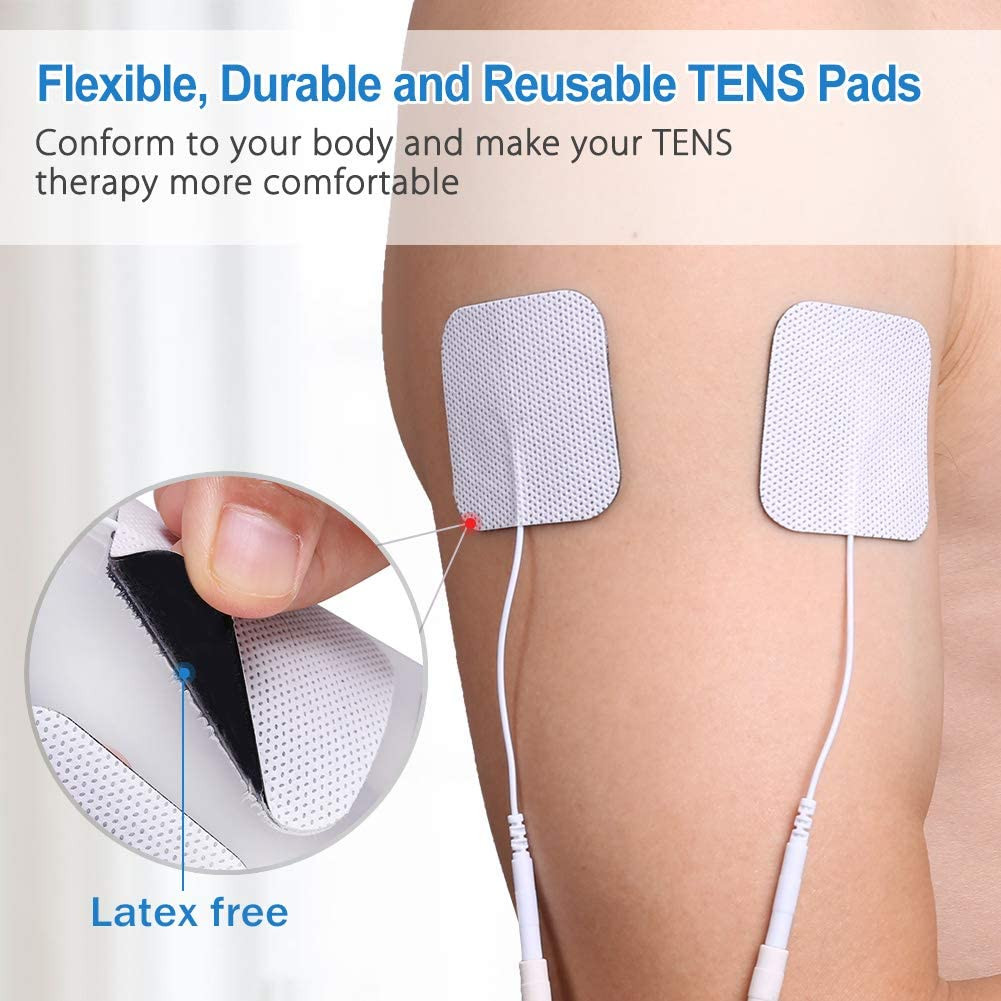 Flexible, Durable and Reusable TENS Pads
Conform to your body and make your TENS
therapy more comfortable
Latex free